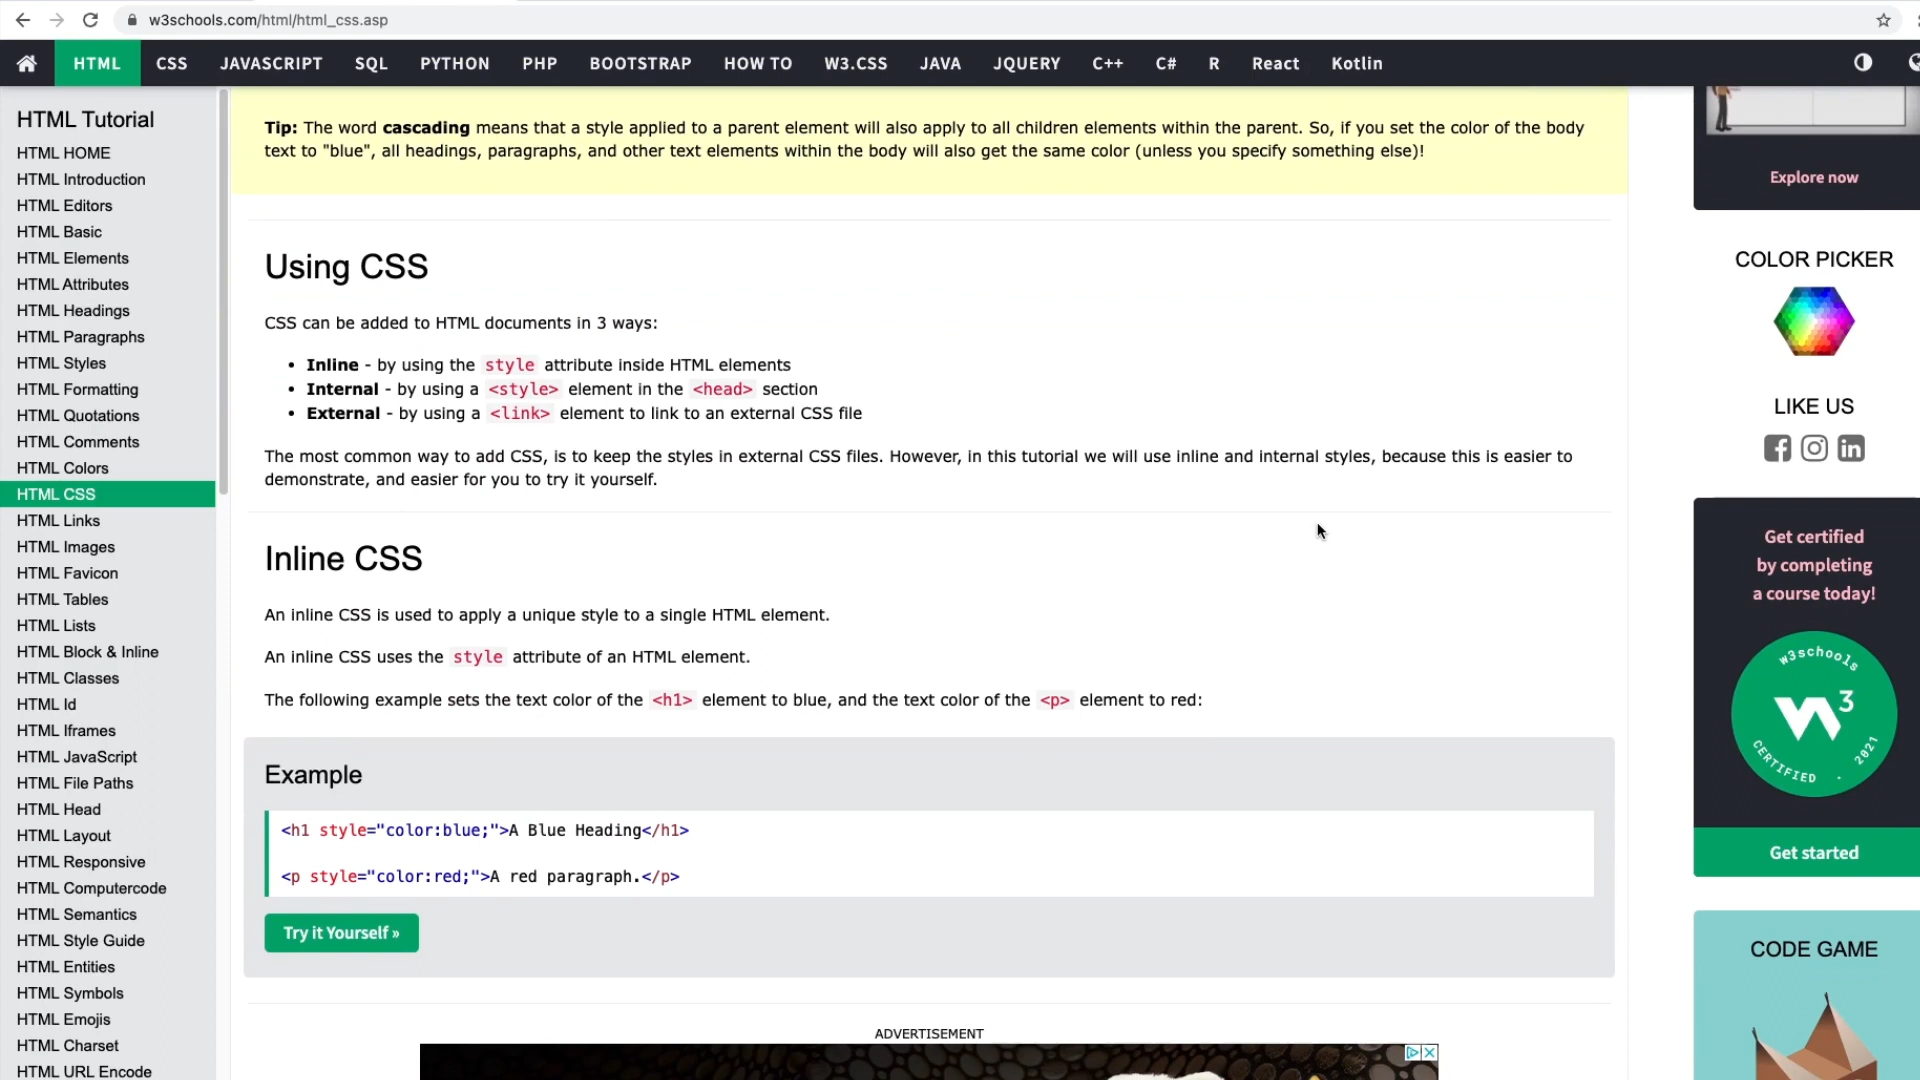 w3schools.com/html/html_css.asp
HTML CSS JAVASCRIPT SQL PYTHON PHP BOOTSTRAP HOW TO W3.CSS JAVA JQUERY C++ C# R React Kotlin
HTML Tutorial
HTML HOME
HTML Introduction
HTML Editors
HTML Basic
HTML Elements
HTML Attributes
HTML Headings
HTML Paragraphs
HTML Styles
HTML Formatting
HTML Quotations
HTML Comments
HTML Colors
HTML CSS
HTML Links
HTML Images
HTML Favicon
HTML Tables
HTML Lists
HTML Block & Inline
HTML Classes
HTML Id
HTML Iframes
HTML JavaScript
HTML File Paths
HTML Head
HTML Layout
HTML Responsive
HTML Computercode
HTML Semantics
HTML Style Guide
HTML Entities
HTML Symbols
HTML Emojis
HTML Charset
HTML URL Encode
Tip: The word cascading means that a style applied to a parent element will also apply to all children elements within the parent. So, if you set the color of the body
text to "blue", all headings, paragraphs, and other text elements within the body will also get the same color (unless you specify something else)!
Using CSS
CSS can be added to HTML documents in 3 ways:
• Inline - by using the style attribute inside HTML elements
• Internal - by using a <style> element in the <head> section
• External - by using a <link> element to link to an external CSS file
The most common way to add CSS, is to keep the styles in external CSS files. However, in this tutorial we will use inline and internal styles, because this is easier to
demonstrate, and easier for you to try it yourself.
Inline CSS
An inline CSS is used to apply a unique style to a single HTML element.
An inline CSS uses the style attribute of an HTML element.
The following example sets the text color of the <h1> element to blue, and the text color of the <p> element to red:
Example
<h1 style="color:blue;">A Blue Heading</h1>
<p style="color:red;">A red paragraph.</p>
Try it Yourself »
ADVERTISEMENT
Explore now
COLOR PICKER
LIKE US
Get certified
by completing
a course today!
w3schools
W3
CERTIFIED . 2021
Get started
CODE GAME